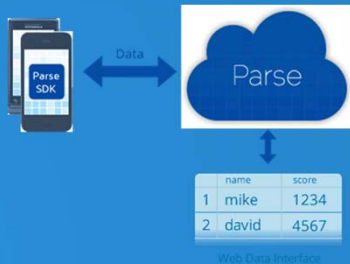 Parse
SDK
Data
Parse
name score
1 mike 1234
2 david 4567
Web Data Interface